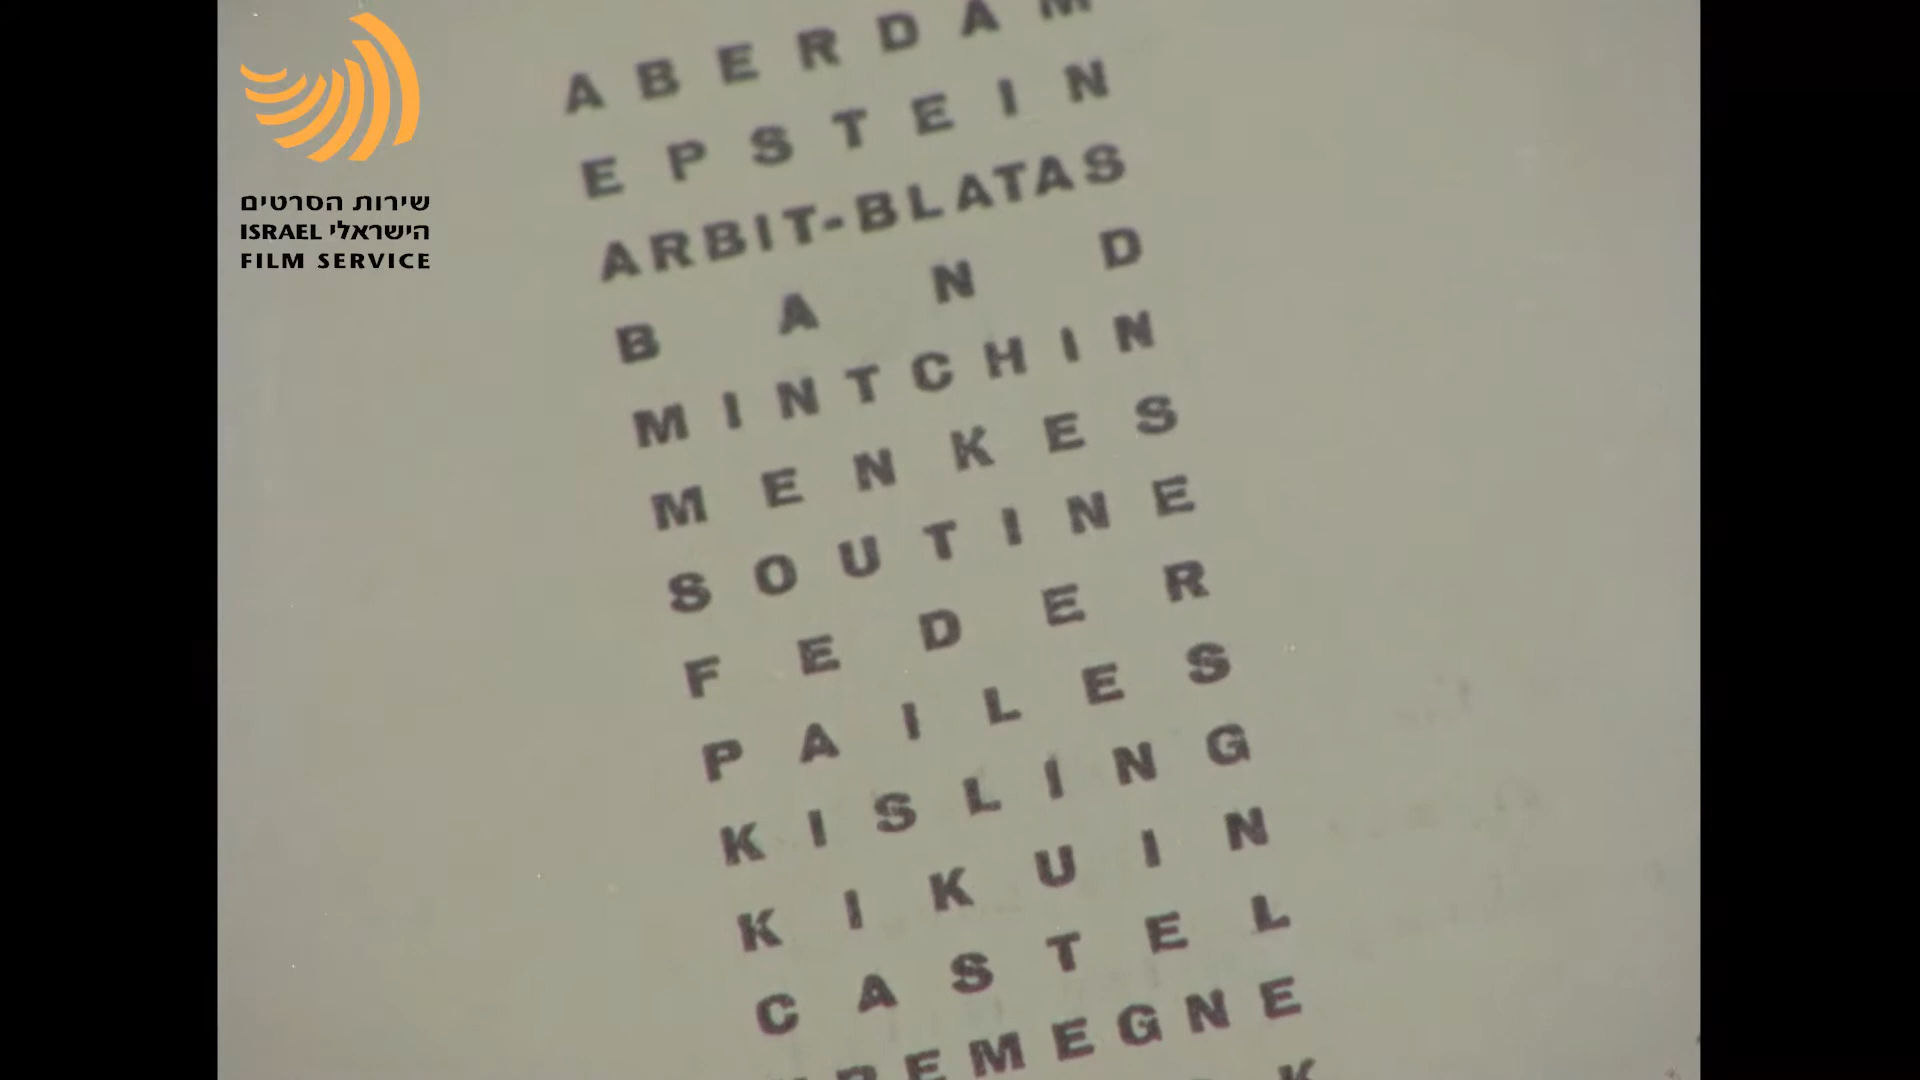 שירות הסרטים
הישראלי ISRAEL
FILM SERVICE
ABERDAM
EPSTEIN
ARBIT-BLATAS
BAND
MINTCHIN
MENKES
SOUTINE
FEDER
PAILES
KISLING
KIKUIN
CASTEL